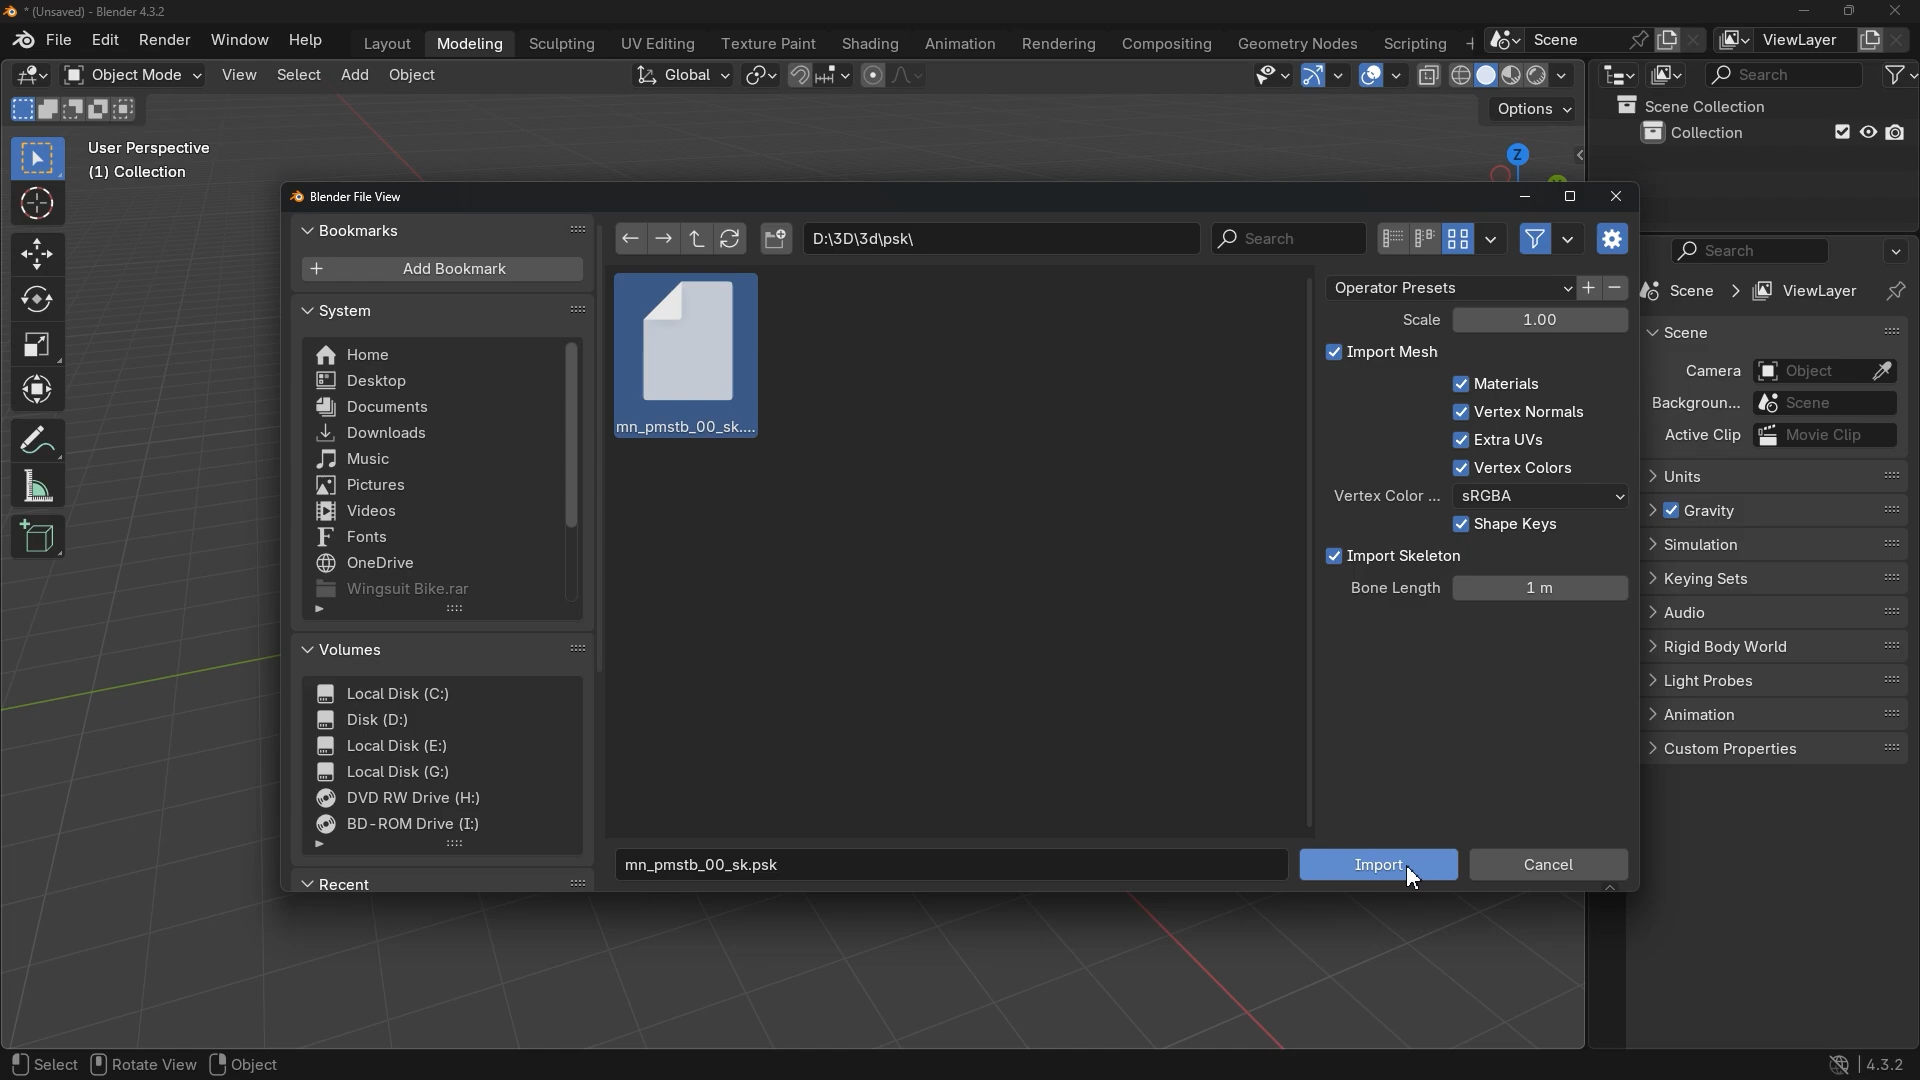 * (Unsaved) - Blender 4.3.2
File Edit Render Window Help Layout Modeling Sculpting UV Editing Texture Paint Shading Animation Rendering Compositing Geometry Nodes Scripting + Scene ViewLayer
Object Mode View Select Add Object Global Search
Options
Scene Collection
Collection
User Perspective
(1) Collection
Z
Blender File View
Bookmarks
D:\3D\3d\psk\
Search
Add Bookmark
System
Home
Desktop
Documents
Downloads
Music
Pictures
Videos
Fonts
OneDrive
Wingsuit Bike.rar
Volumes
Local Disk (C:)
Disk (D:)
Local Disk (E:)
Local Disk (G:)
DVD RW Drive (H:)
BD-ROM Drive (I:)
Recent
mn_pmstb_00_sk....
Operator Presets
Scale 1.00
Import Mesh
Materials
Vertex Normals
Extra UVs
Vertex Colors
Vertex Color ... sRGBA
Shape Keys
Import Skeleton
Bone Length 1 m
mn_pmstb_00_sk.psk
Import
Cancel
Search
Scene ViewLayer
Scene
Camera Object
Backgroun... Scene
Active Clip Movie Clip
Units
Gravity
Simulation
Keying Sets
Audio
Rigid Body World
Light Probes
Animation
Custom Properties
Select Rotate View Object
4.3.2